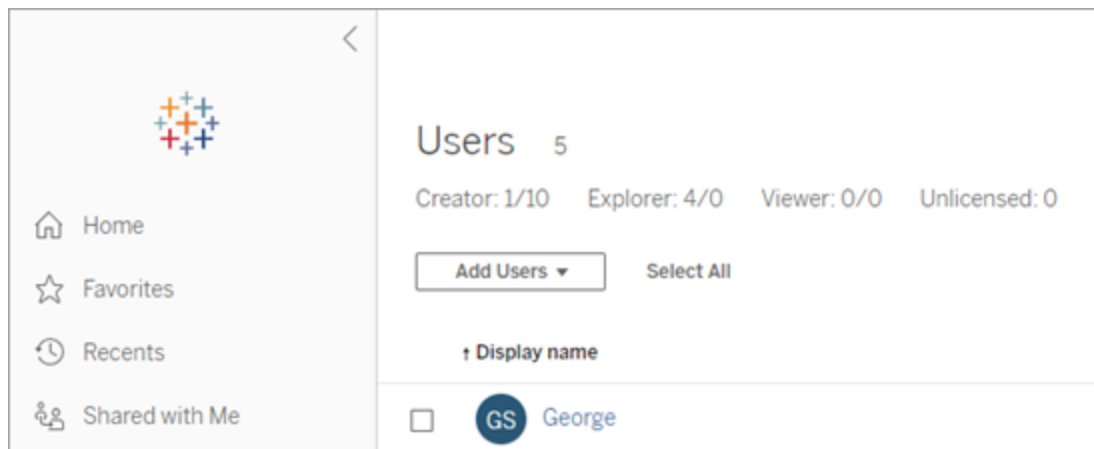 Home
Favorites
Recents
Shared with Me
Users 5
Creator: 1/10 Explorer: 4/0 Viewer: 0/0 Unlicensed: 0
Add Users ▾ Select All
↑ Display name
GS George